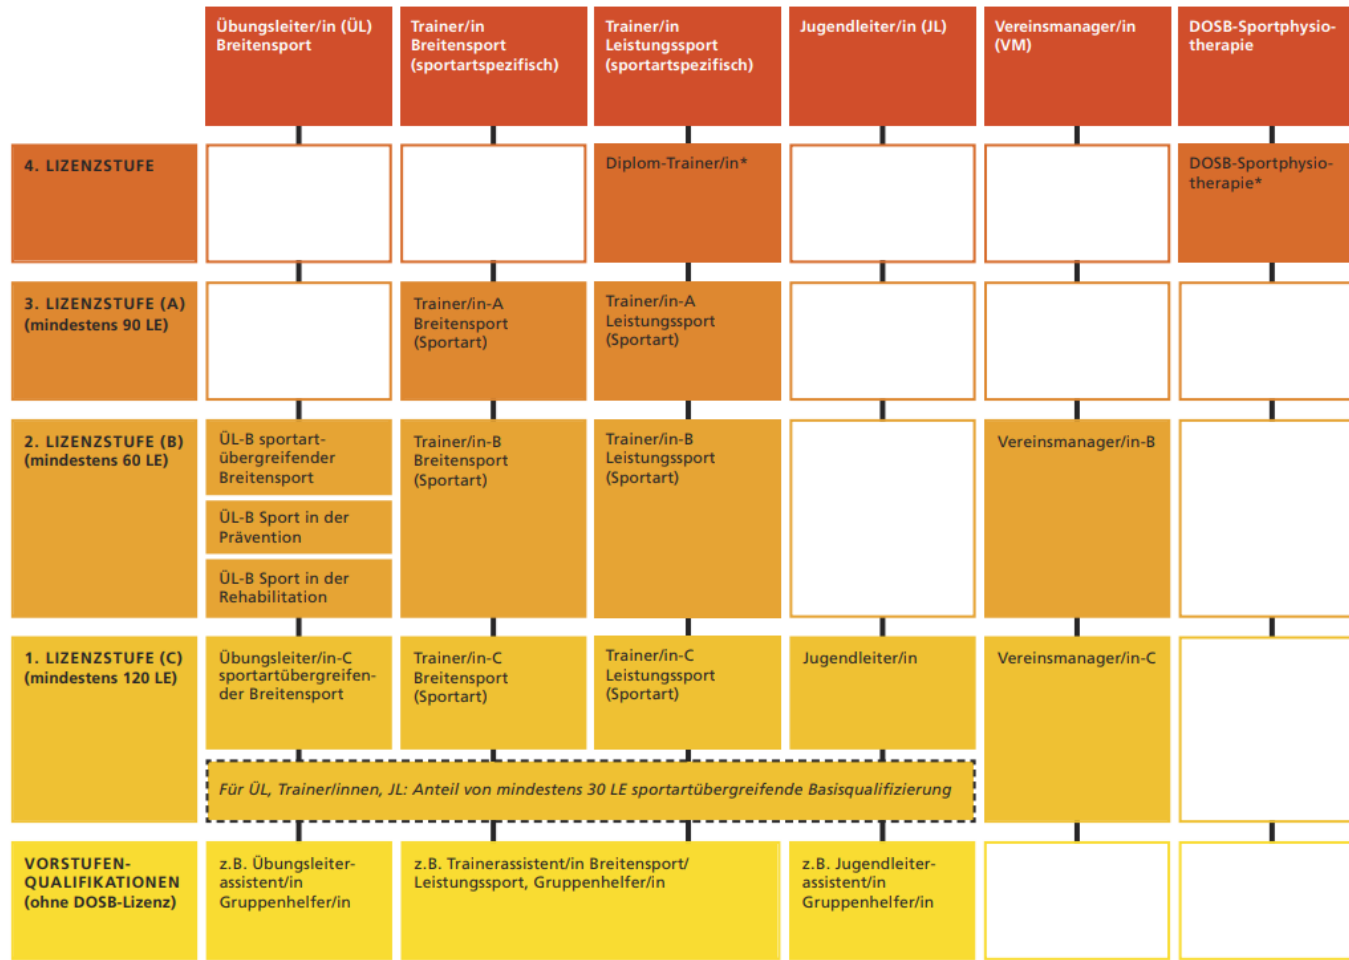 Übungsleiter/in (ÜL)
Breitensport
Trainer/in
Breitensport
(sportartspezifisch)
Trainer/in
Leistungssport
(sportartspezifisch)
Jugendleiter/in (JL)
Vereinsmanager/in
(VM)
DOSB-Sportphysio-
therapie
4. LIZENZSTUFE
Diplom-Trainer/in*
DOSB-Sportphysio-
therapie*
3. LIZENZSTUFE (A)
(mindestens 90 LE)
Trainer/in-A
Breitensport
(Sportart)
Trainer/in-A
Leistungssport
(Sportart)
2. LIZENZSTUFE (B)
(mindestens 60 LE)
ÜL-B sportart-
übergreifender
Breitensport
ÜL-B Sport in der
Prävention
ÜL-B Sport in der
Rehabilitation
Trainer/in-B
Breitensport
(Sportart)
Trainer/in-B
Leistungssport
(Sportart)
Vereinsmanager/in-B
1. LIZENZSTUFE (C)
(mindestens 120 LE)
Übungsleiter/in-C
sportartübergreifen-
der Breitensport
Trainer/in-C
Breitensport
(Sportart)
Trainer/in-C
Leistungssport
(Sportart)
Jugendleiter/in
Vereinsmanager/in-C
Für ÜL, Trainer/innen, JL: Anteil von mindestens 30 LE sportartübergreifende Basisqualifizierung
VORSTUFEN-
QUALIFIKATIONEN
(ohne DOSB-Lizenz)
z.B. Übungsleiter-
assistent/in
Gruppenhelfer/in
z.B. Trainerassistent/in Breitensport/
Leistungssport, Gruppenhelfer/in
z.B. Jugendleiter-
assistent/in
Gruppenhelfer/in